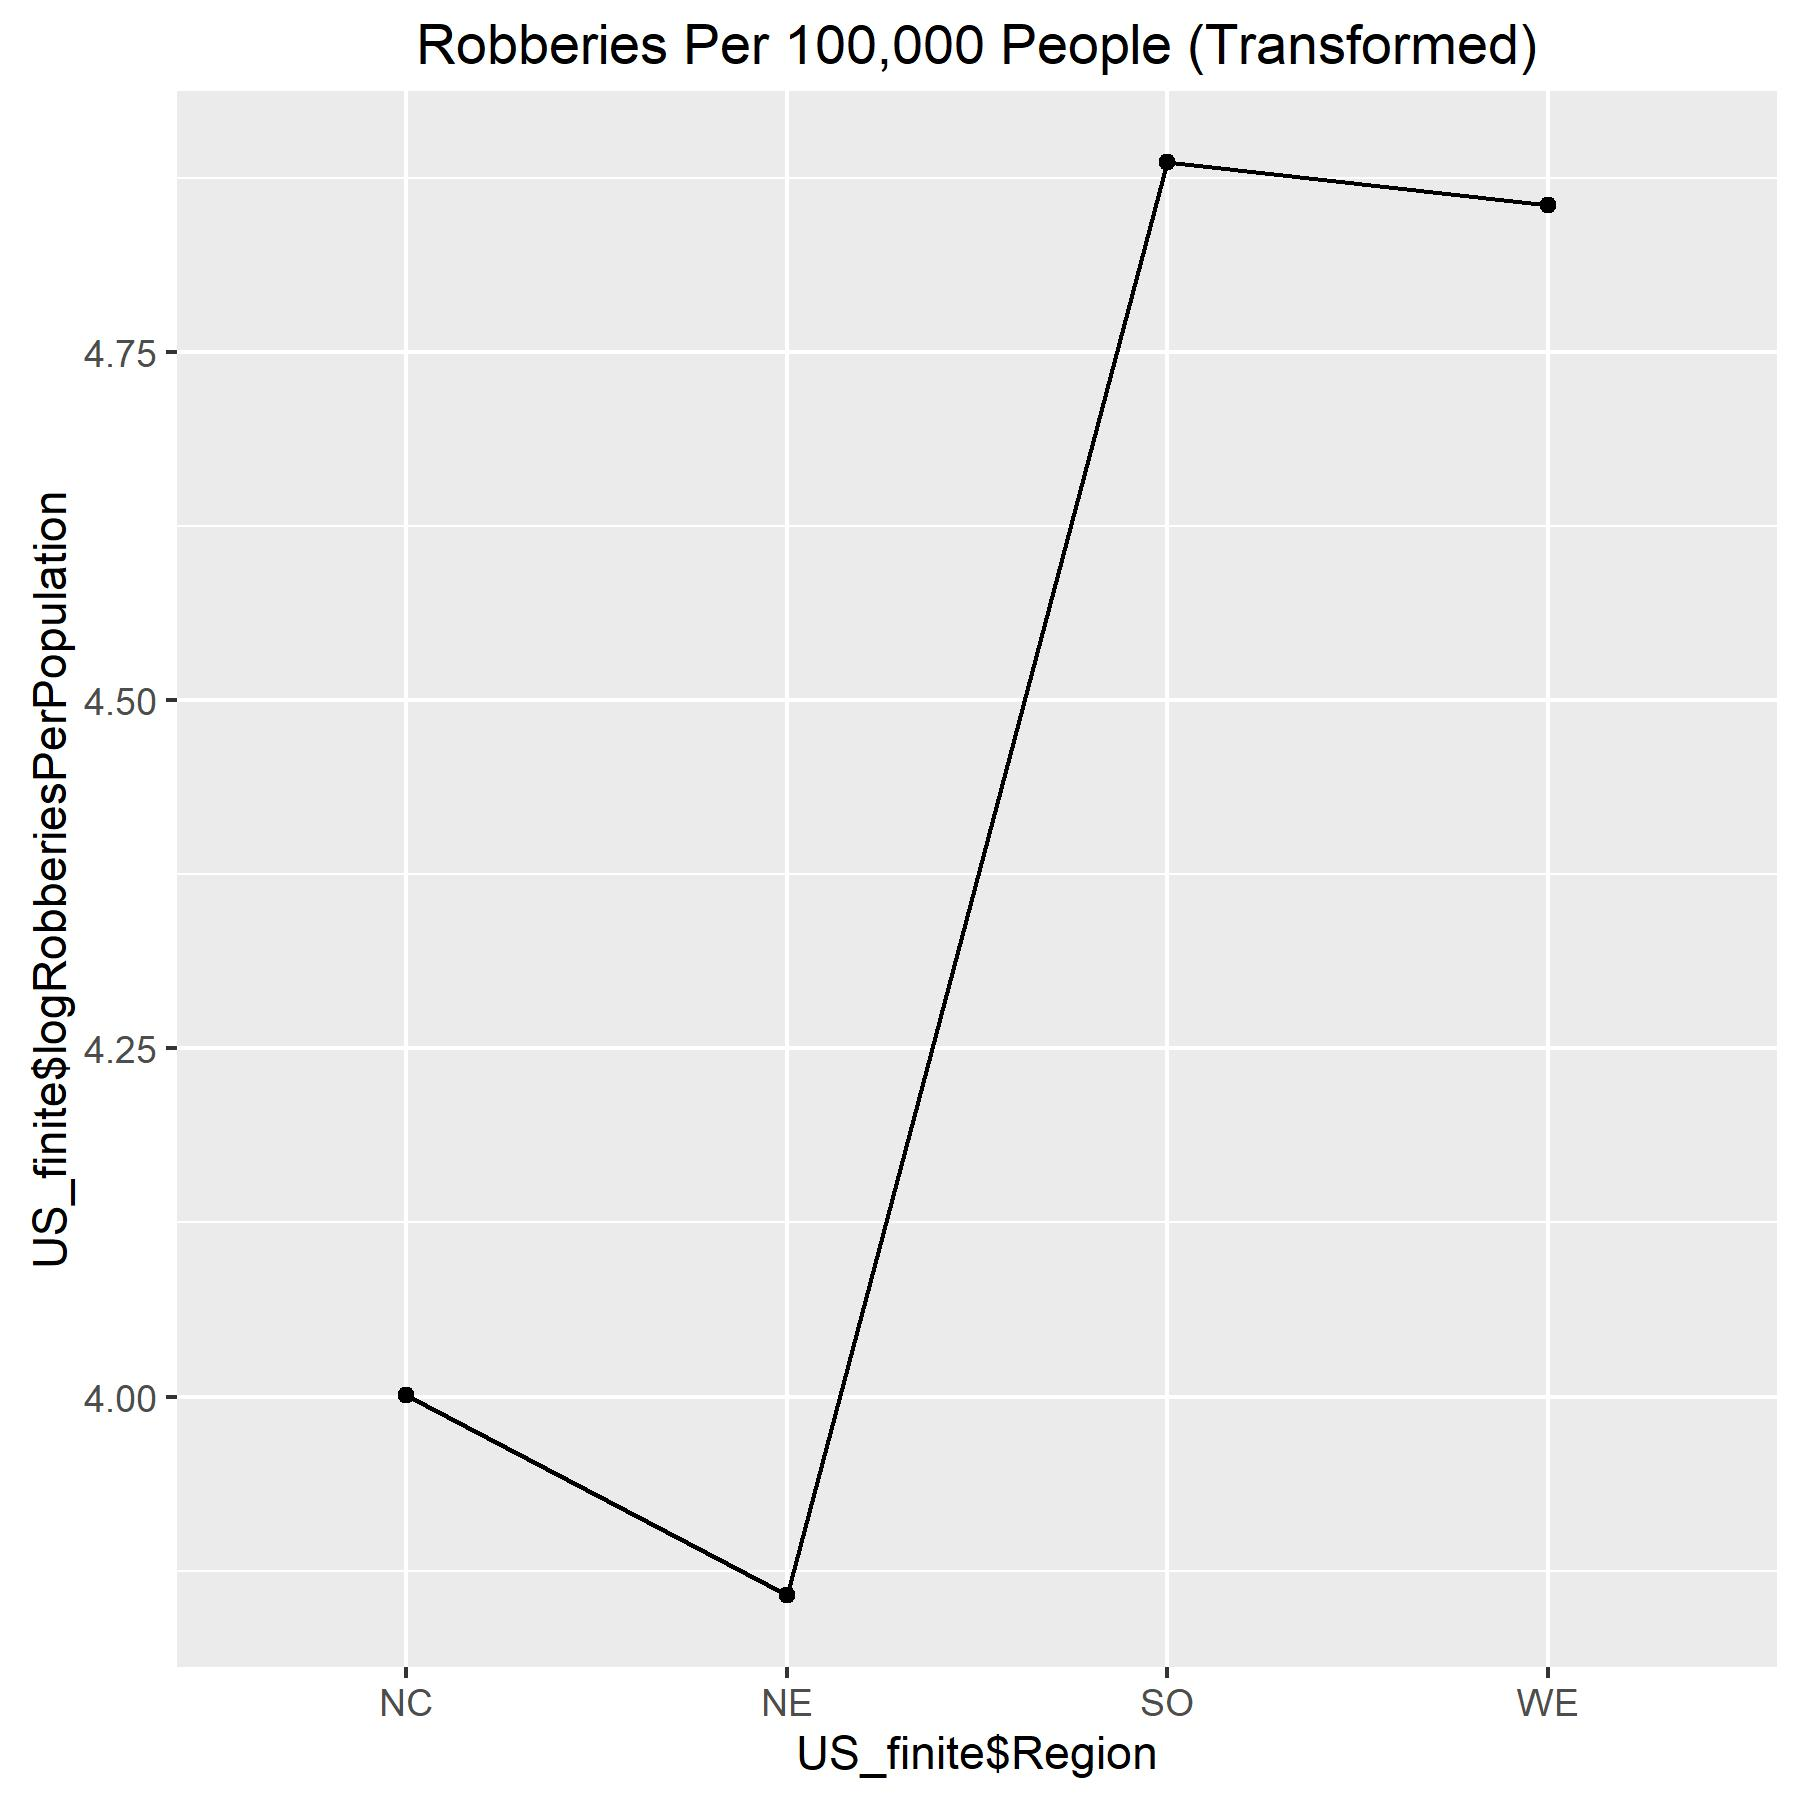 Robberies Per 100,000 People (Transformed)
US_finite$logRobberiesPerPopulation
4.75
4.50
4.25
4.00
NC NE SO WE
US_finite$Region